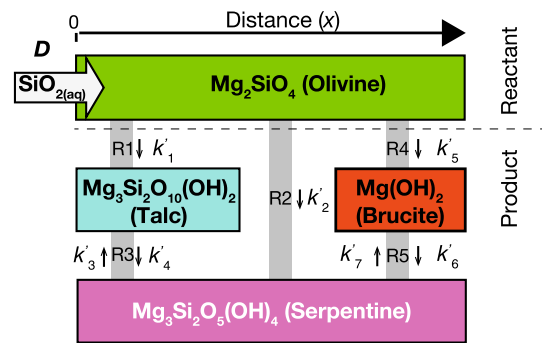 0
Distance (x)
D
SiO2(aq)
Mg2SiO4 (Olivine)
Reactant
R1 k'1
R4 k'5
Mg3Si2O10(OH)2
(Talc)
R2 k'2
Mg(OH)2
(Brucite)
Product
k'3 R3 k'4
k'7 R5 k'6
Mg3Si2O5(OH)4 (Serpentine)